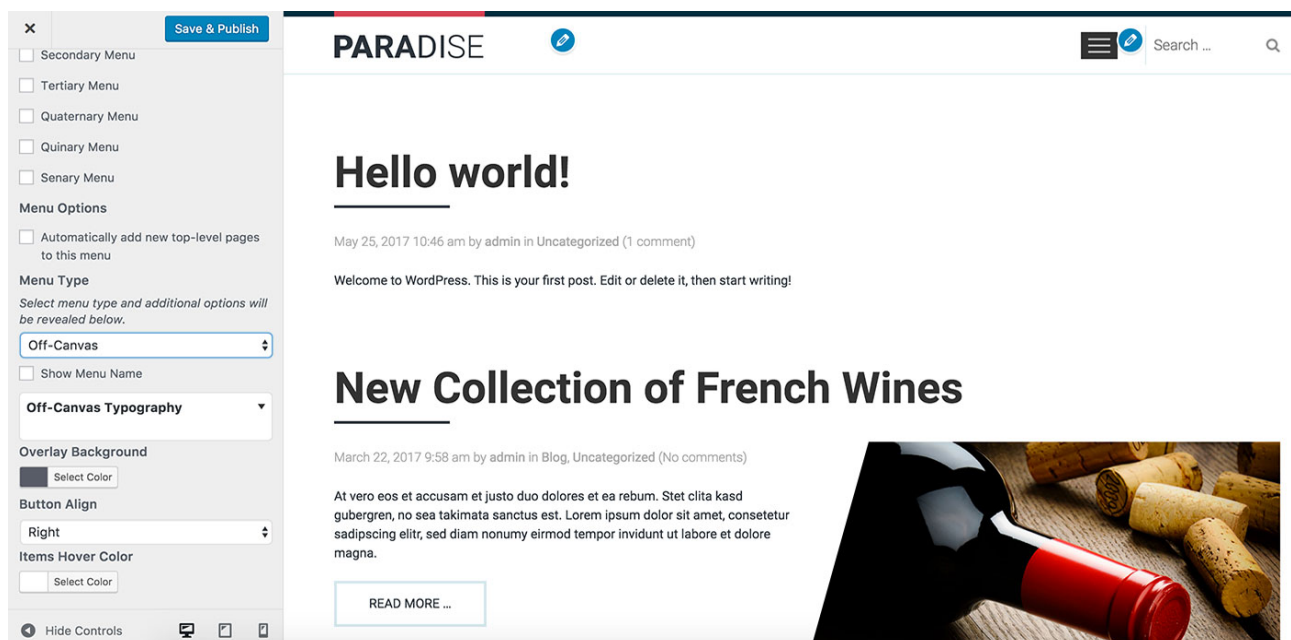 Save & Publish
Secondary Menu
Tertiary Menu
Quaternary Menu
Quinary Menu
Senary Menu
Menu Options
Automatically add new top-level pages
to this menu
Menu Type
Select menu type and additional options will
be revealed below.
Off-Canvas
Show Menu Name
Off-Canvas Typography
Overlay Background
Select Color
Button Align
Right
Items Hover Color
Select Color
Hide Controls
PARADISE
Search ...
Hello world!
May 25, 2017 10:46 am by admin in Uncategorized (1 comment)
Welcome to WordPress. This is your first post. Edit or delete it, then start writing!
New Collection of French Wines
March 22, 2017 9:58 am by admin in Blog, Uncategorized (No comments)
At vero eos et accusam et justo duo dolores et ea rebum. Stet clita kasd
gubergren, no sea takimata sanctus est. Lorem ipsum dolor sit amet, consetetur
sadipscing elitr, sed diam nonumy eirmod tempor invidunt ut labore et dolore
magna.
READ MORE ...